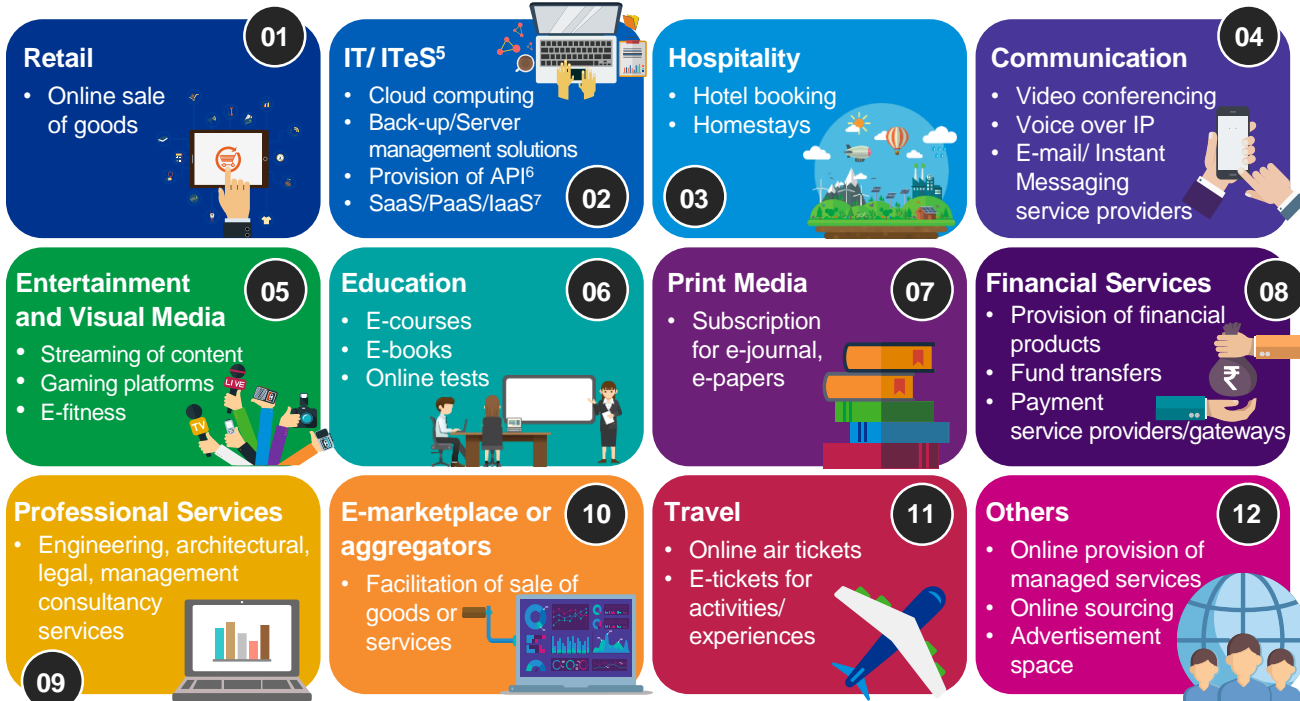 01
Retail
• Online sale
of goods
IT/ ITeS⁵
• Cloud computing
• Back-up/Server
management solutions
• Provision of API⁶
• SaaS/PaaS/IaaS⁷
02
Hospitality
• Hotel booking
• Homestays
03
04
Communication
• Video conferencing
• Voice over IP
• E-mail/ Instant
Messaging
service providers
Entertainment
and Visual Media
05
• Streaming of content
• Gaming platforms
• E-fitness
LIVE
TV
Education
06
• E-courses
• E-books
• Online tests
Print Media
07
• Subscription
for e-journal,
e-papers
Financial Services
08
• Provision of financial
products
• Fund transfers
• Payment
service providers/gateways
₹
Professional Services
• Engineering, architectural,
legal, management
consultancy
services
09
E-marketplace or
aggregators
10
• Facilitation of sale of
goods or
services
Travel
11
• Online air tickets
• E-tickets for
activities/
experiences
Others
12
• Online provision of
managed services
• Online sourcing
• Advertisement
space